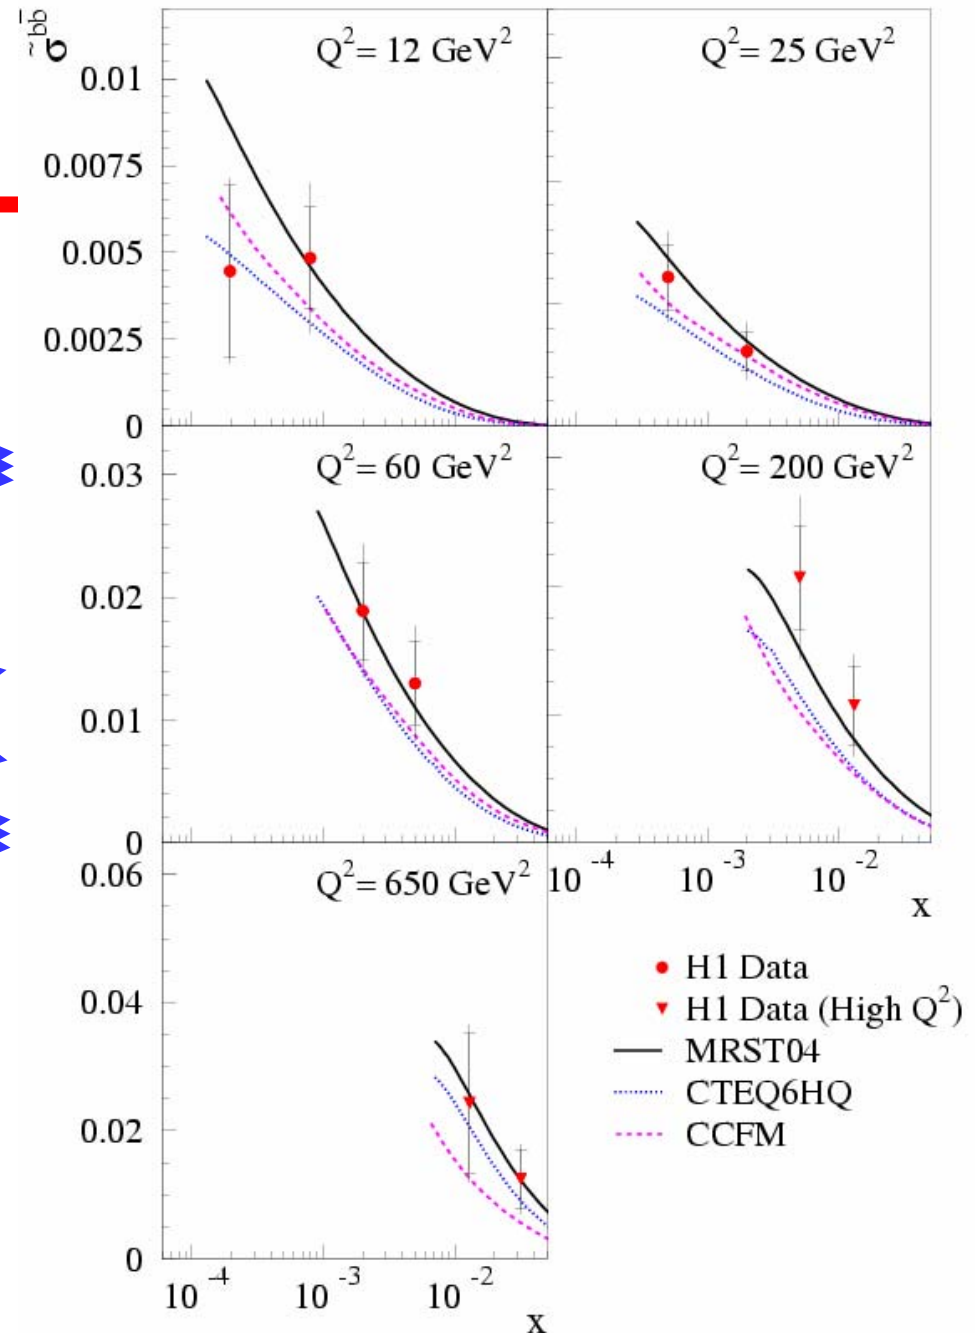 σ̃ᵇᵇ̅
Q²= 12 GeV²
Q²= 25 GeV²
0.01
0.0075
0.005
0.0025
0
Q²= 60 GeV²
Q²= 200 GeV²
0.03
0.02
0.01
0
10⁻⁴ 10⁻³ 10⁻²
x
Q²= 650 GeV²
0.06
0.04
0.02
0
10⁻⁴ 10⁻³ 10⁻²
x
H1 Data
H1 Data (High Q²)
MRST04
CTEQ6HQ
CCFM